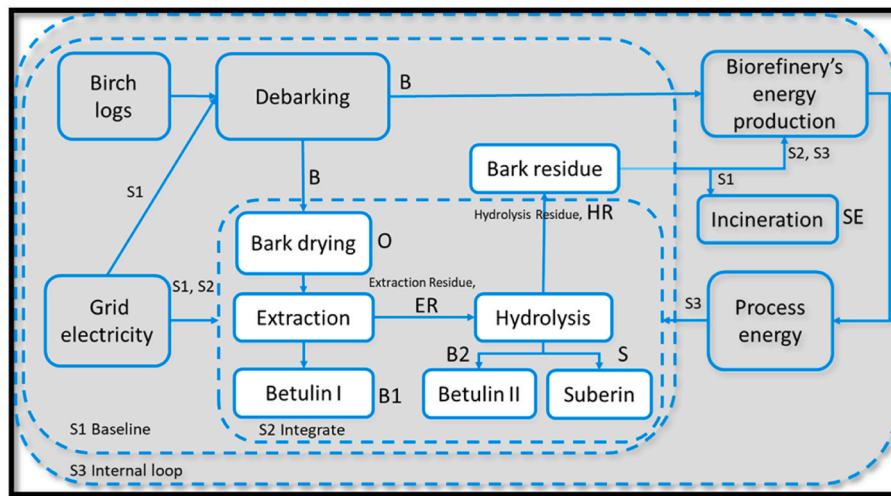 Birch
logs
Debarking
B
Biorefinery's
energy
production
S1
B
Bark residue
S2, S3
S1
Hydrolysis Residue, HR
Incineration
SE
Bark drying
O
Grid
electricity
S1, S2
Extraction Residue,
ER
Extraction
Hydrolysis
S3
Process
energy
B2
S
Betulin I
B1
Betulin II
Suberin
S1 Baseline
S2 Integrate
S3 Internal loop